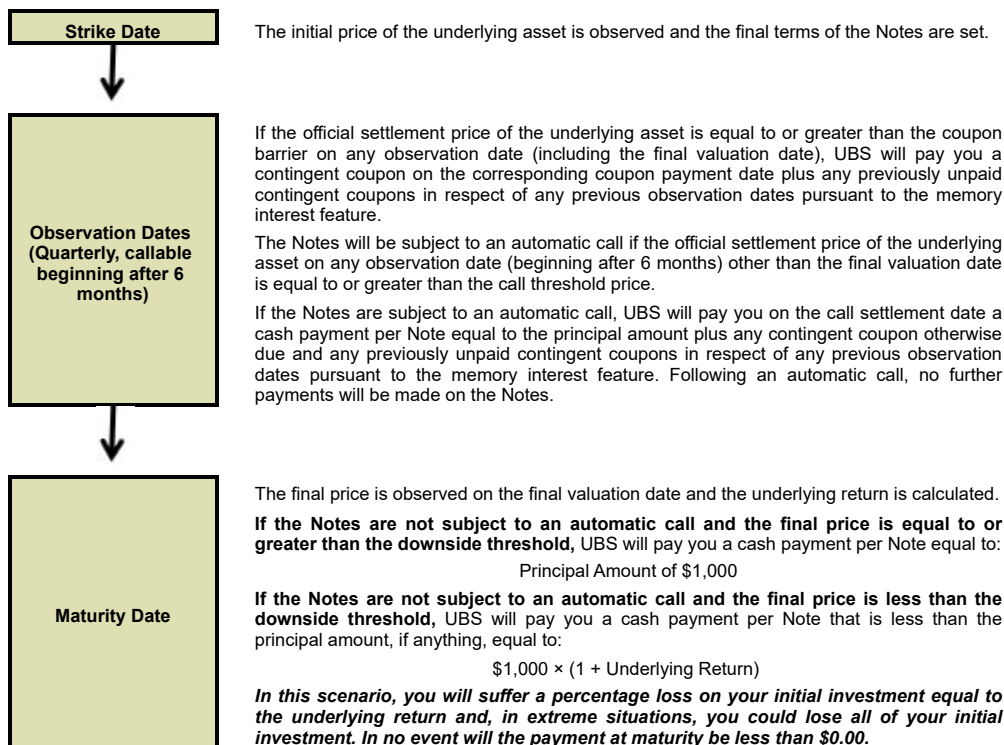 Strike Date
The initial price of the underlying asset is observed and the final terms of the Notes are set.
Observation Dates
(Quarterly, callable
beginning after 6
months)
If the official settlement price of the underlying asset is equal to or greater than the coupon
barrier on any observation date (including the final valuation date), UBS will pay you a
contingent coupon on the corresponding coupon payment date plus any previously unpaid
contingent coupons in respect of any previous observation dates pursuant to the memory
interest feature.
The Notes will be subject to an automatic call if the official settlement price of the underlying
asset on any observation date (beginning after 6 months) other than the final valuation date
is equal to or greater than the call threshold price.
If the Notes are subject to an automatic call, UBS will pay you on the call settlement date a
cash payment per Note equal to the principal amount plus any contingent coupon otherwise
due and any previously unpaid contingent coupons in respect of any previous observation
dates pursuant to the memory interest feature. Following an automatic call, no further
payments will be made on the Notes.
Maturity Date
The final price is observed on the final valuation date and the underlying return is calculated.
If the Notes are not subject to an automatic call and the final price is equal to or
greater than the downside threshold, UBS will pay you a cash payment per Note equal to:
Principal Amount of $1,000
If the Notes are not subject to an automatic call and the final price is less than the
downside threshold, UBS will pay you a cash payment per Note that is less than the
principal amount, if anything, equal to:
$1,000 × (1 + Underlying Return)
In this scenario, you will suffer a percentage loss on your initial investment equal to
the underlying return and, in extreme situations, you could lose all of your initial
investment. In no event will the payment at maturity be less than $0.00.